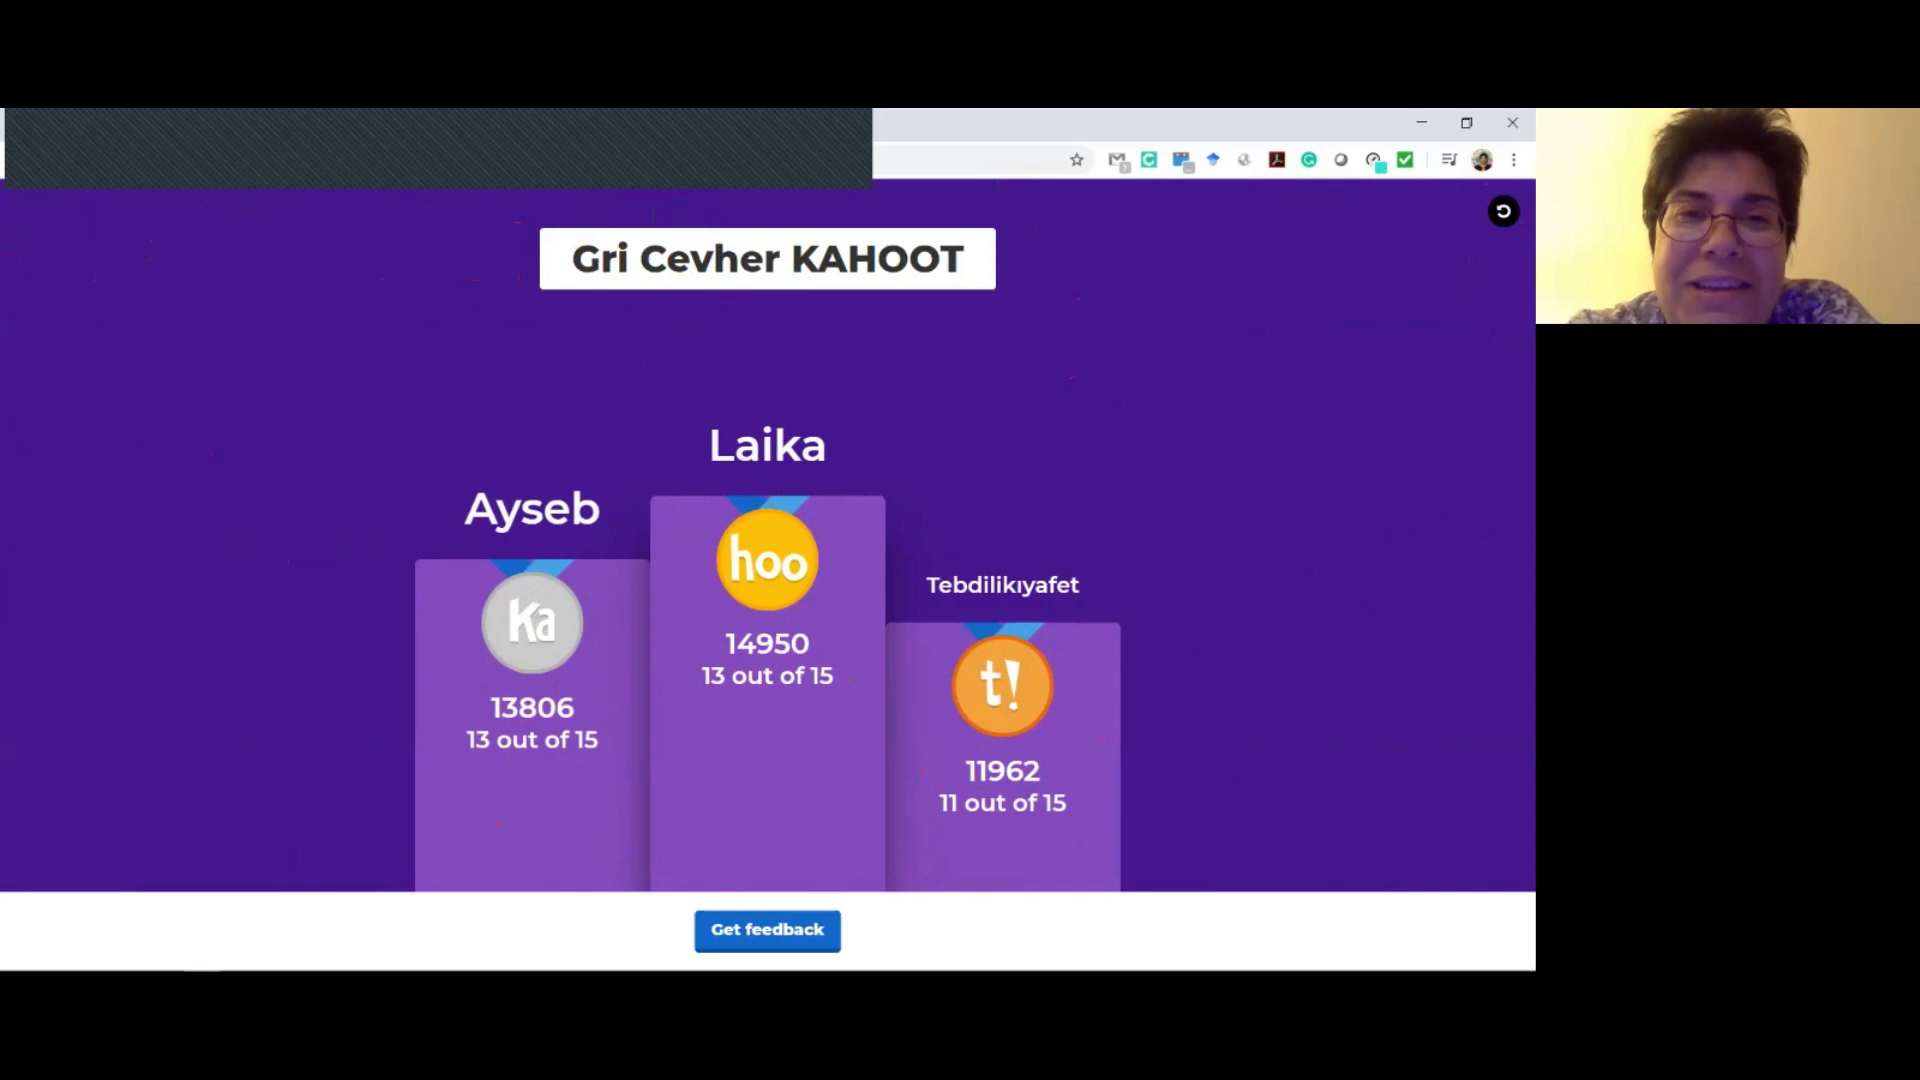 Gri Cevher KAHOOT
Laika
Ayseb
Tebdilikıyafet
hoo
14950
13 out of 15
Ka
13806
13 out of 15
t!
11962
11 out of 15
Get feedback